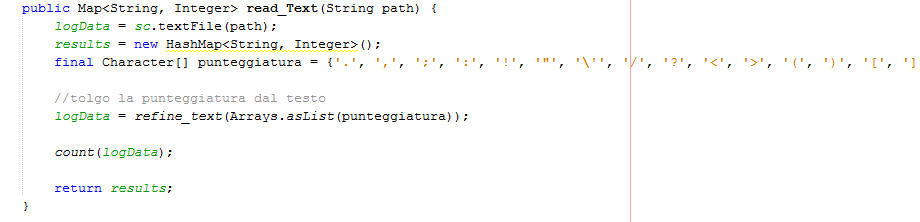 public Map<String, Integer> read_Text(String path) {
logData = sc.textFile(path);
results = new HashMap<String, Integer>();
final Character[] punteggiatura = {'.', ',', ';', ':', '!', '"', '\'', '/', '?', '<', '>', '(', ')', '[', ']
//tolgo la punteggiatura dal testo
logData = refine_text(Arrays.asList(punteggiatura));
count(logData);
return results;
}